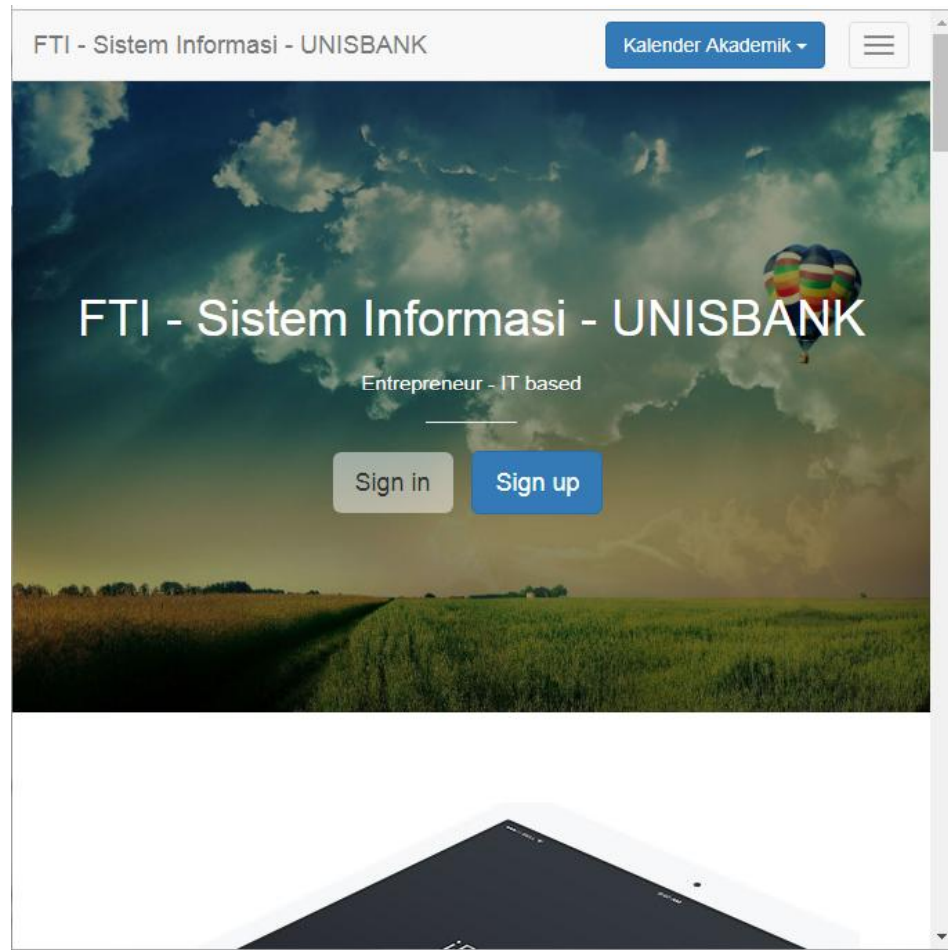 FTI - Sistem Informasi - UNISBANK
Kalender Akademik
FTI - Sistem Informasi - UNISBANK
Entrepreneur - IT based
Sign in
Sign up